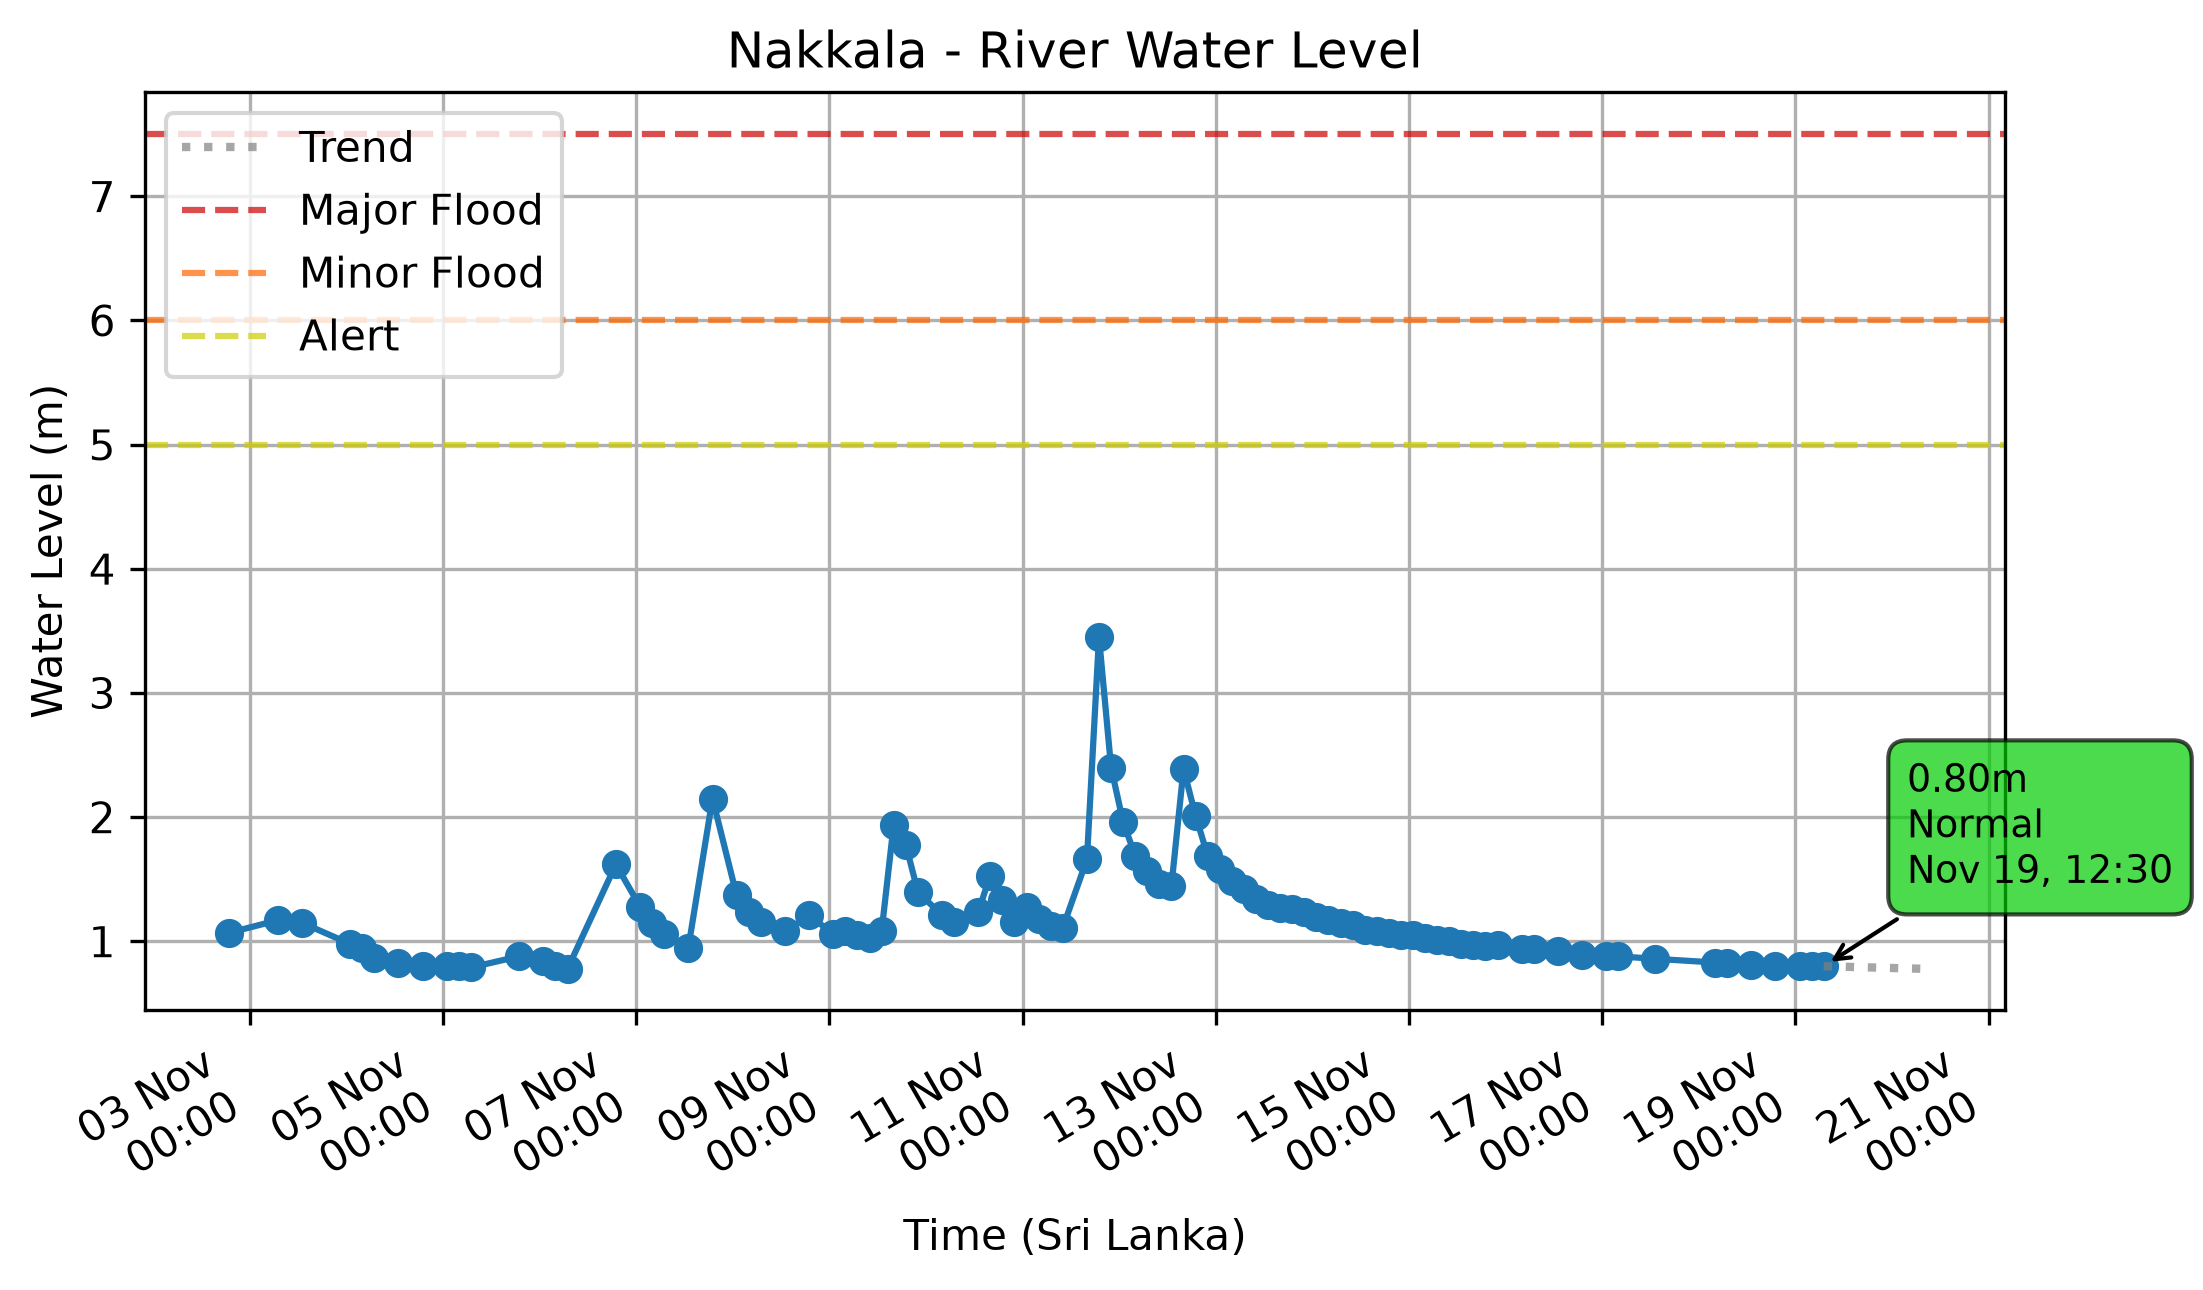 Nakkala - River Water Level
Trend
Major Flood
Minor Flood
Alert
7
6
5
4
3
2
1
Water Level (m)
0.80m
Normal
Nov 19, 12:30
03 Nov
00:00
05 Nov
00:00
07 Nov
00:00
09 Nov
00:00
11 Nov
00:00
13 Nov
00:00
15 Nov
00:00
17 Nov
00:00
19 Nov
00:00
21 Nov
00:00
Time (Sri Lanka)